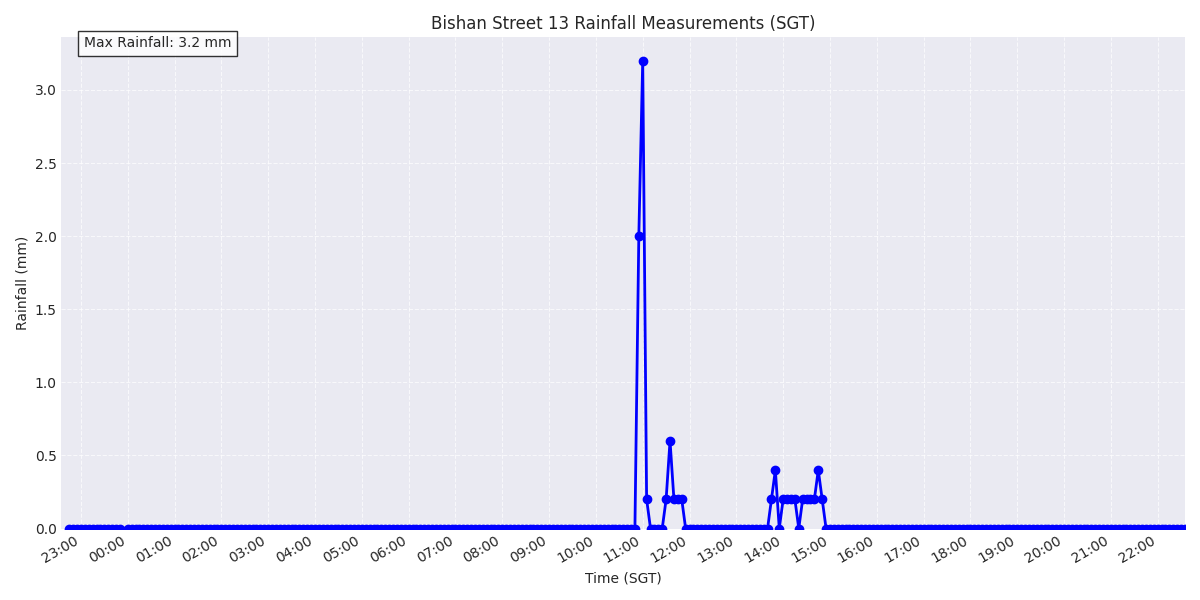 Bishan Street 13 Rainfall Measurements (SGT)
Max Rainfall: 3.2 mm
Rainfall (mm)
3.0
2.5
2.0
1.5
1.0
0.5
0.0
23:00 00:00 01:00 02:00 03:00 04:00 05:00 06:00 07:00 08:00 09:00 10:00 11:00 12:00 13:00 14:00 15:00 16:00 17:00 18:00 19:00 20:00 21:00 22:00
Time (SGT)